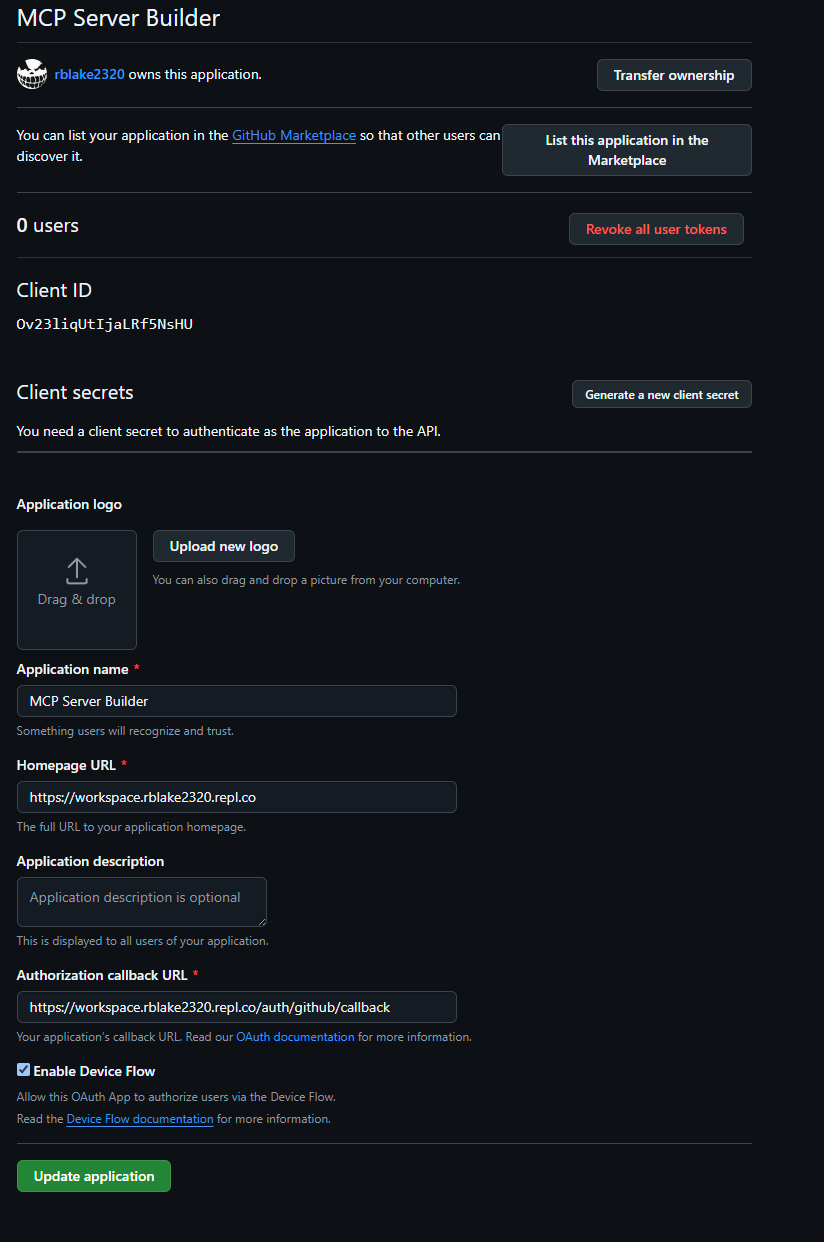 MCP Server Builder
rblake2320 owns this application.
Transfer ownership
You can list your application in the GitHub Marketplace so that other users can
discover it.
List this application in the
Marketplace
0 users
Revoke all user tokens
Client ID
Ov23liqUtIjaLRf5NsHU
Client secrets
Generate a new client secret
You need a client secret to authenticate as the application to the API.
Application logo
Drag & drop
Upload new logo
You can also drag and drop a picture from your computer.
Application name *
MCP Server Builder
Something users will recognize and trust.
Homepage URL *
https://workspace.rblake2320.repl.co
The full URL to your application homepage.
Application description
Application description is optional
This is displayed to all users of your application.
Authorization callback URL *
https://workspace.rblake2320.repl.co/auth/github/callback
Your application's callback URL. Read our OAuth documentation for more information.
Enable Device Flow
Allow this OAuth App to authorize users via the Device Flow.
Read the Device Flow documentation for more information.
Update application